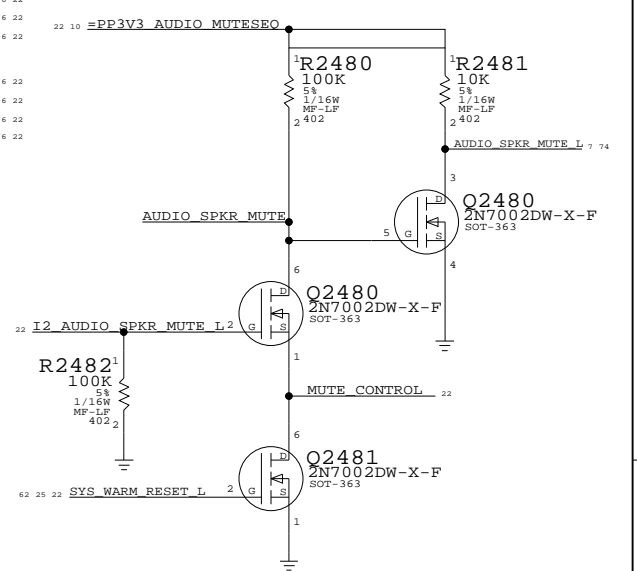 6 22
6 22
22 10 =PP3V3_AUDIO_MUTESEQ
6 22
1 R2480
100K
5%
1/16W
MF-LF
2 402
1 R2481
10K
5%
1/16W
MF-LF
2 402
6 22
6 22
6 22
6 22
AUDIO_SPKR_MUTE_L 7 74
3
D
Q2480
2N7002DW-X-F
SOT-363
5 G S
4
AUDIO_SPKR_MUTE
6
D
Q2480
2N7002DW-X-F
SOT-363
22 I2_AUDIO_SPKR_MUTE_L 2 G S
1
R2482 1
100K
5%
1/16W
MF-LF
402 2
MUTE_CONTROL 22
6
D
Q2481
2N7002DW-X-F
SOT-363
62 25 22 SYS_WARM_RESET_L 2 G S
1